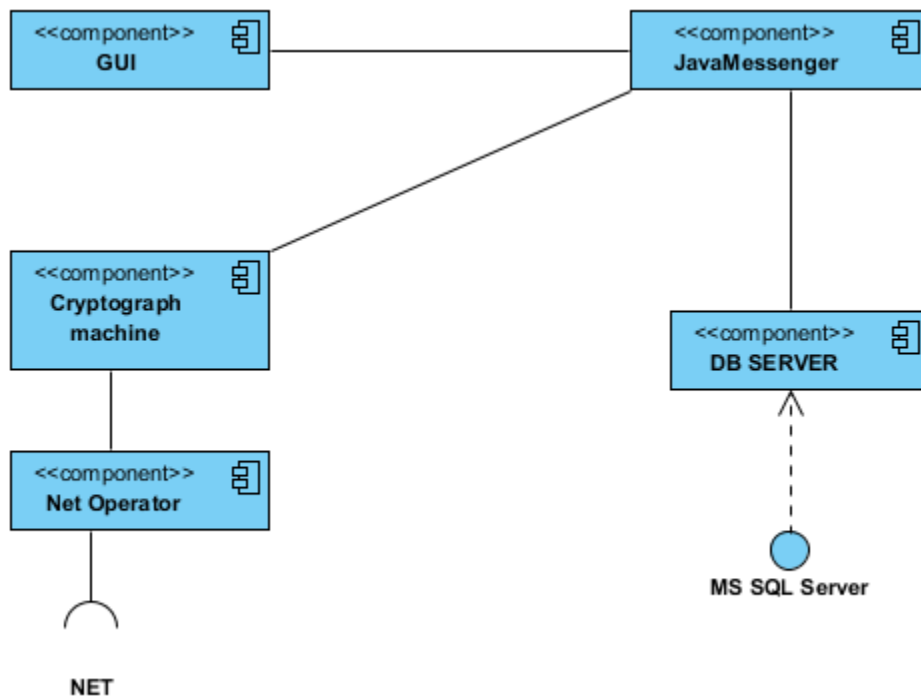 <<component>>
GUI
<<component>>
JavaMessenger
<<component>>
Cryptograph
machine
<<component>>
DB SERVER
<<component>>
Net Operator
MS SQL Server
NET